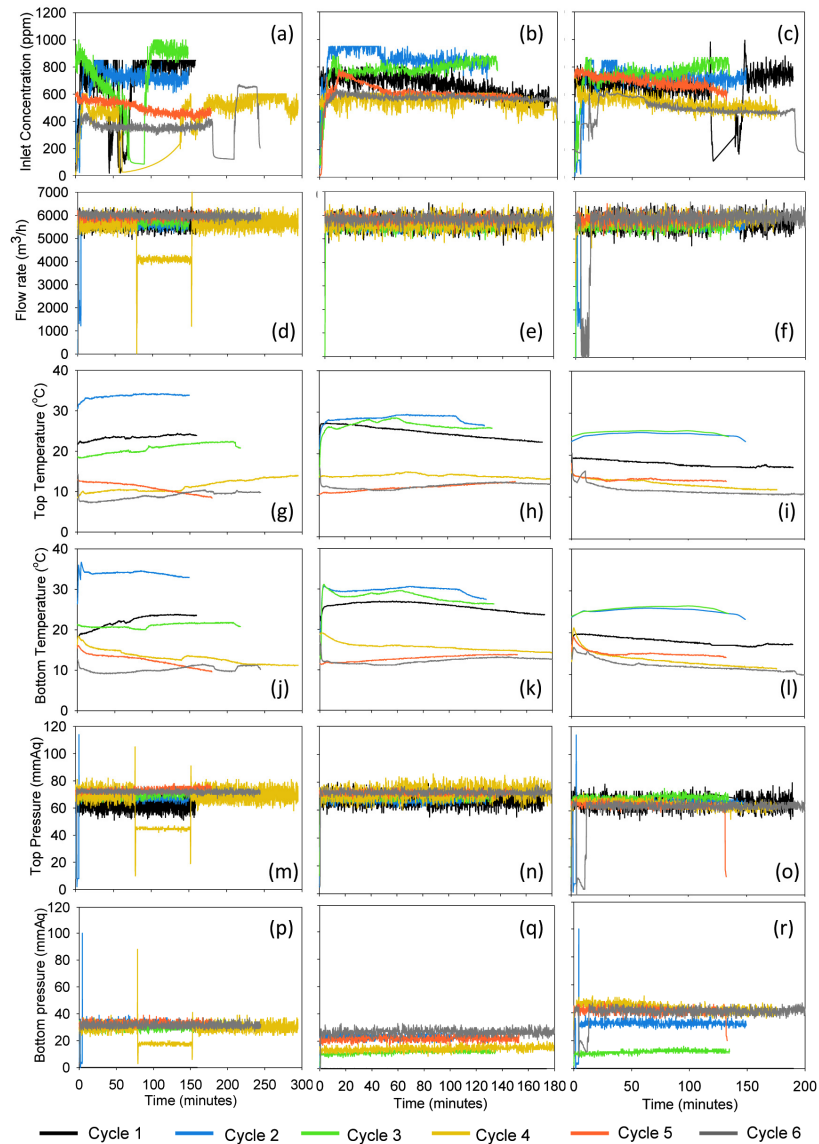 (a) (b) (c)
Inlet Concentration (ppm)
1200
1000
800
600
400
200
0
(d) (e) (f)
Flow rate (m³/h)
7000
6000
5000
4000
3000
2000
1000
0
(g) (h) (i)
Top Temperature (°C)
40
30
20
10
0
(j) (k) (l)
Bottom Temperature (°C)
40
30
20
10
0
(m) (n) (o)
Top Pressure (mmAq)
120
100
80
60
40
20
0
(p) (q) (r)
Bottom pressure (mmAq)
120
100
80
60
40
20
0
0 50 100 150 200 250 300 0 20 40 60 80 100 120 140 160 180 0 50 100 150 200
Time (minutes) Time (minutes) Time (minutes)
Cycle 1 Cycle 2 Cycle 3 Cycle 4 Cycle 5 Cycle 6